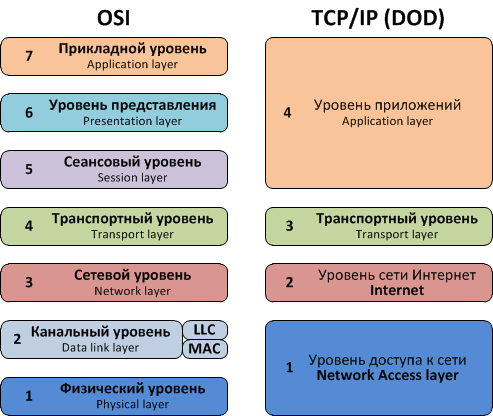 OSI
7 Прикладной уровень
Application layer
6 Уровень представления
Presentation layer
5 Сеансовый уровень
Session layer
4 Транспортный уровень
Transport layer
3 Сетевой уровень
Network layer
2 Канальный уровень
Data link layer
LLC
MAC
1 Физический уровень
Physical layer
TCP/IP (DOD)
4 Уровень приложений
Application layer
3 Транспортный уровень
Transport layer
2 Уровень сети Интернет
Internet
1 Уровень доступа к сети
Network Access layer